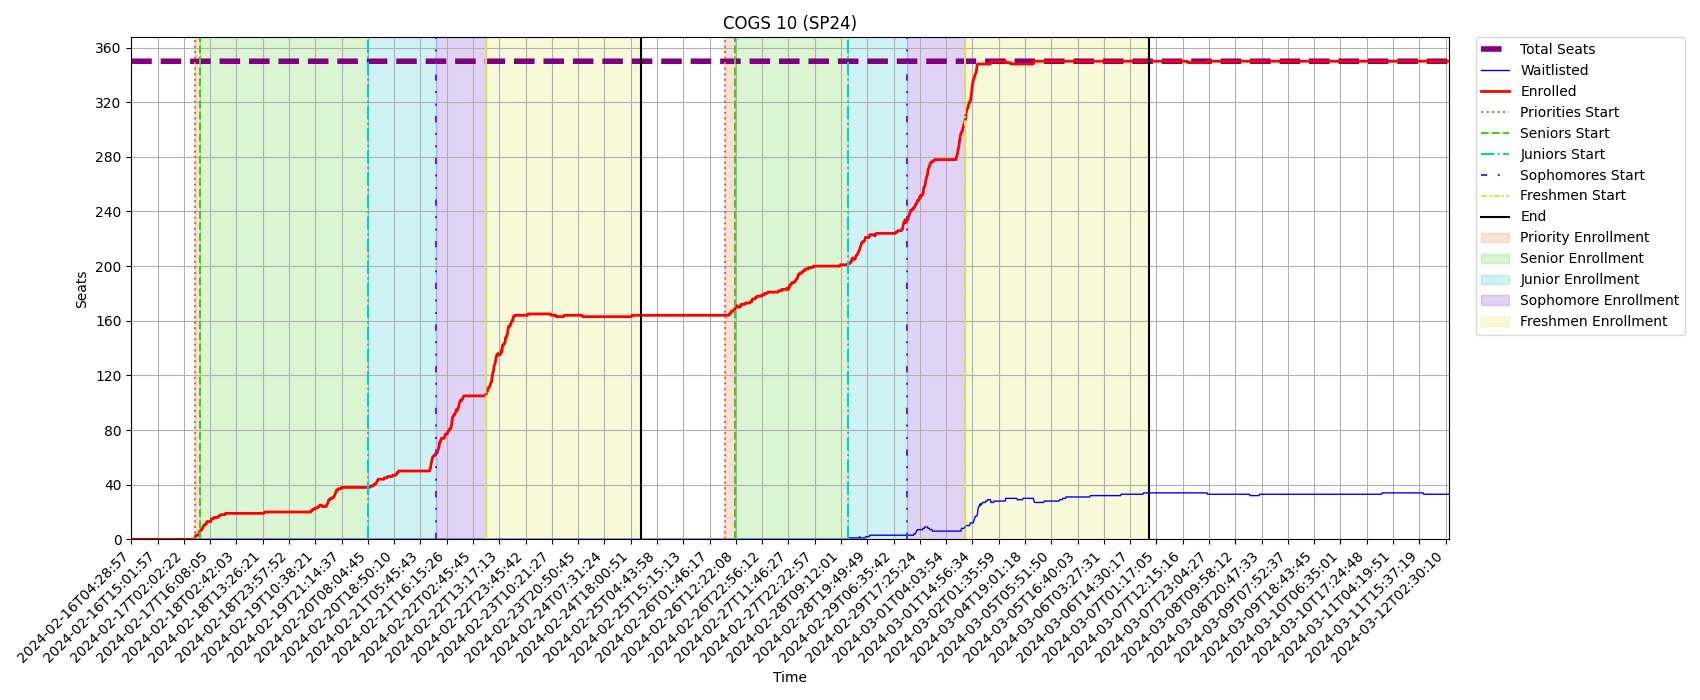 COGS 10 (SP24)
Seats
360
320
280
240
200
160
120
80
40
0
2024-02-16T04:28:57
2024-02-16T15:01:57
2024-02-17T02:02:22
2024-02-17T16:08:05
2024-02-18T02:42:03
2024-02-18T13:26:21
2024-02-18T23:57:52
2024-02-19T10:38:21
2024-02-19T21:14:37
2024-02-20T08:04:45
2024-02-20T18:50:10
2024-02-21T05:45:43
2024-02-21T16:15:26
2024-02-22T02:45:45
2024-02-22T13:17:13
2024-02-22T23:45:42
2024-02-23T10:21:27
2024-02-23T20:50:45
2024-02-24T07:31:24
2024-02-24T18:00:51
2024-02-25T04:43:58
2024-02-25T15:15:13
2024-02-26T01:46:17
2024-02-26T12:22:08
2024-02-26T22:56:12
2024-02-27T11:46:27
2024-02-27T22:22:57
2024-02-28T09:12:01
2024-02-28T19:49:49
2024-02-29T06:35:42
2024-02-29T17:25:24
2024-03-01T04:03:54
2024-03-01T14:56:34
2024-03-02T01:35:59
2024-03-04T19:01:18
2024-03-05T05:51:50
2024-03-05T16:40:03
2024-03-06T03:27:31
2024-03-06T14:30:17
2024-03-07T01:17:05
2024-03-07T12:15:16
2024-03-07T23:04:27
2024-03-08T09:58:12
2024-03-08T20:47:33
2024-03-09T07:52:37
2024-03-09T18:43:45
2024-03-10T06:35:01
2024-03-10T17:24:48
2024-03-11T04:19:51
2024-03-11T15:37:19
2024-03-12T02:30:10
Time
Total Seats
Waitlisted
Enrolled
Priorities Start
Seniors Start
Juniors Start
Sophomores Start
Freshmen Start
End
Priority Enrollment
Senior Enrollment
Junior Enrollment
Sophomore Enrollment
Freshmen Enrollment